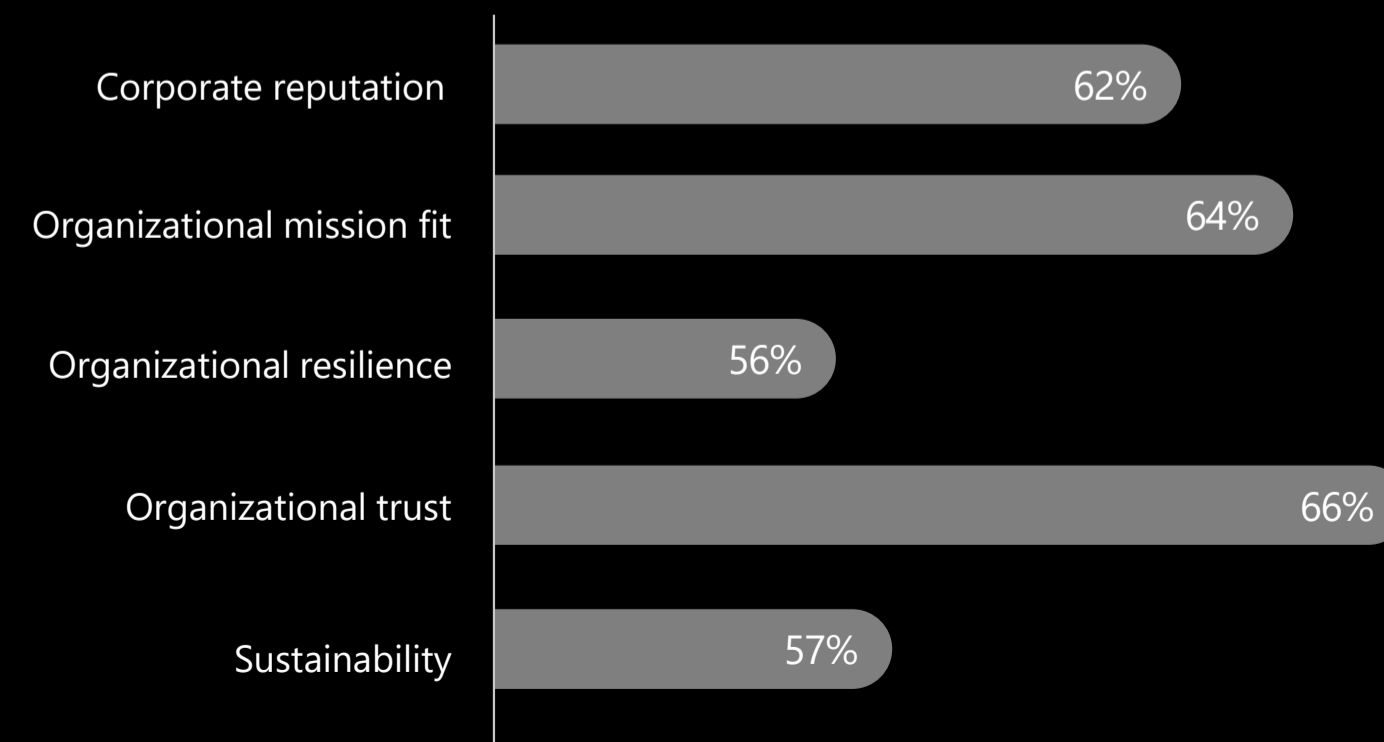 Corporate reputation 62%
Organizational mission fit 64%
Organizational resilience 56%
Organizational trust 66%
Sustainability 57%